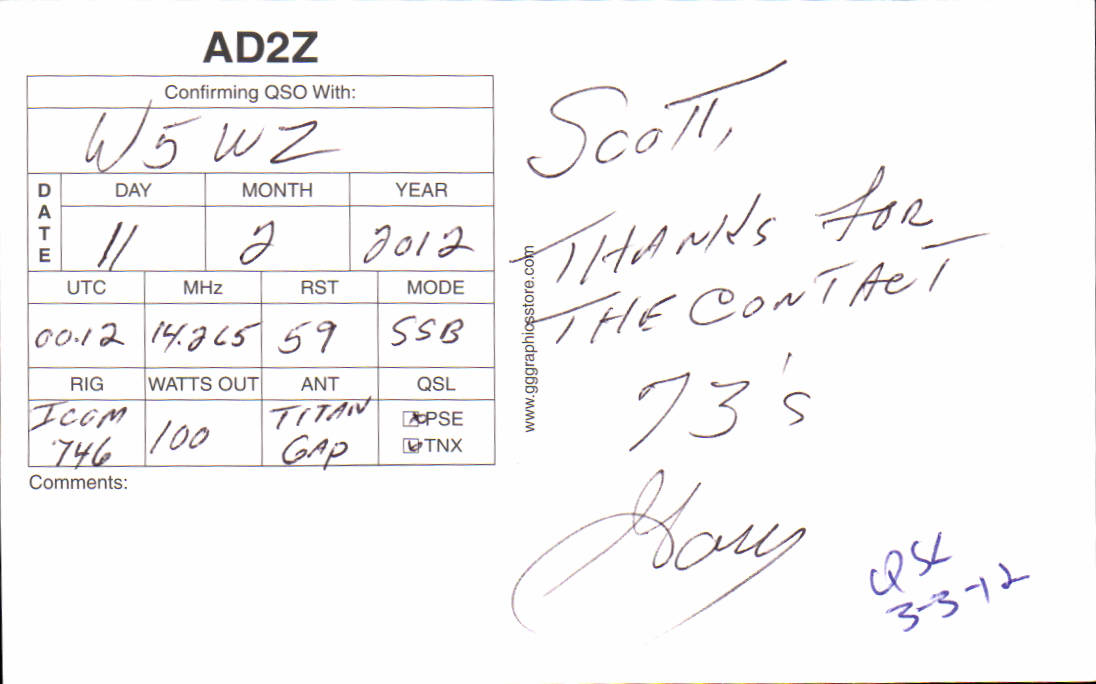 AD2Z
Confirming QSO With:
W5WZ
DATE
DAY MONTH YEAR
11 2 2012
UTC MHz RST MODE
00.12 14.265 59 SSB
RIG WATTS OUT ANT QSL
ICOM 746 100 TITAN GAP PSE
TNX
Comments:
www.gggraphicsstore.com
Scott,
THANKS FOR
THE CONTACT
73's
Gary
QSL
3-3-12